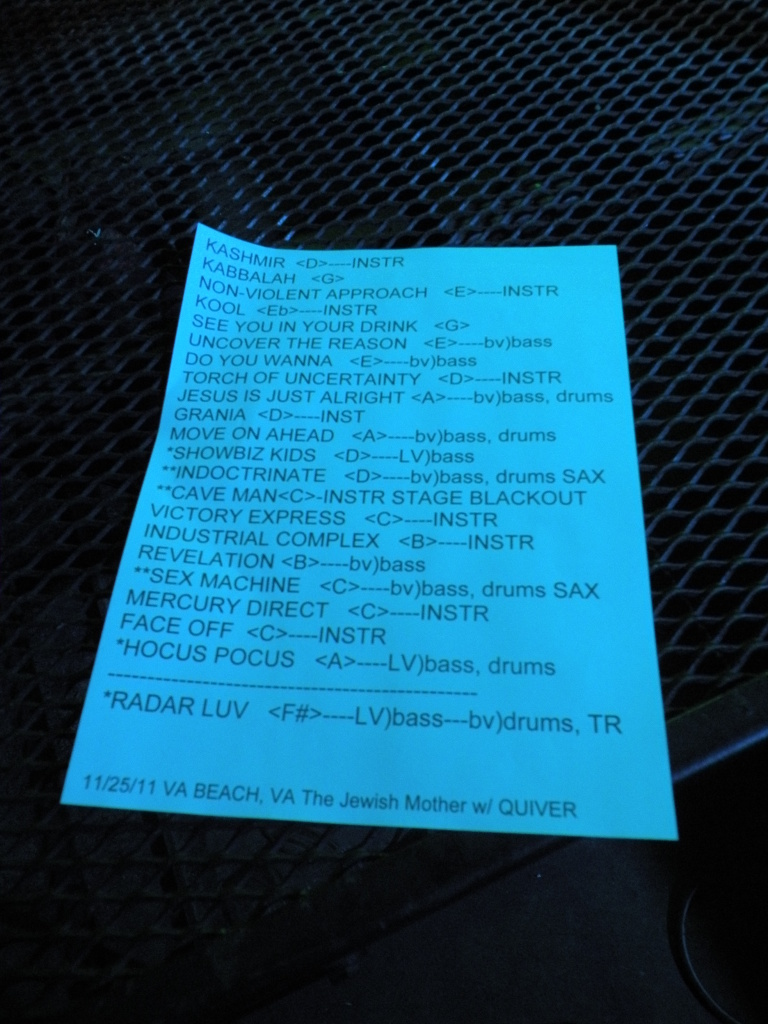 KASHMIR <D>----INSTR
KABBALAH <G>
NON-VIOLENT APPROACH <E>----INSTR
KOOL <Eb>----INSTR
SEE YOU IN YOUR DRINK <G>
UNCOVER THE REASON <E>----bv)bass
DO YOU WANNA <E>----bv)bass
TORCH OF UNCERTAINTY <D>----INSTR
JESUS IS JUST ALRIGHT <A>----bv)bass, drums
GRANIA <D>----INST
MOVE ON AHEAD <A>----bv)bass, drums
*SHOWBIZ KIDS <D>----LV)bass
**INDOCTRINATE <D>----bv)bass, drums SAX
**CAVE MAN<C>-INSTR STAGE BLACKOUT
VICTORY EXPRESS <C>----INSTR
INDUSTRIAL COMPLEX <B>----INSTR
REVELATION <B>----bv)bass
**SEX MACHINE <C>----bv)bass, drums SAX
MERCURY DIRECT <C>----INSTR
FACE OFF <C>----INSTR
*HOCUS POCUS <A>----LV)bass, drums
----------------------------------------------
*RADAR LUV <F#>----LV)bass---bv)drums, TR
11/25/11 VA BEACH, VA The Jewish Mother w/ QUIVER